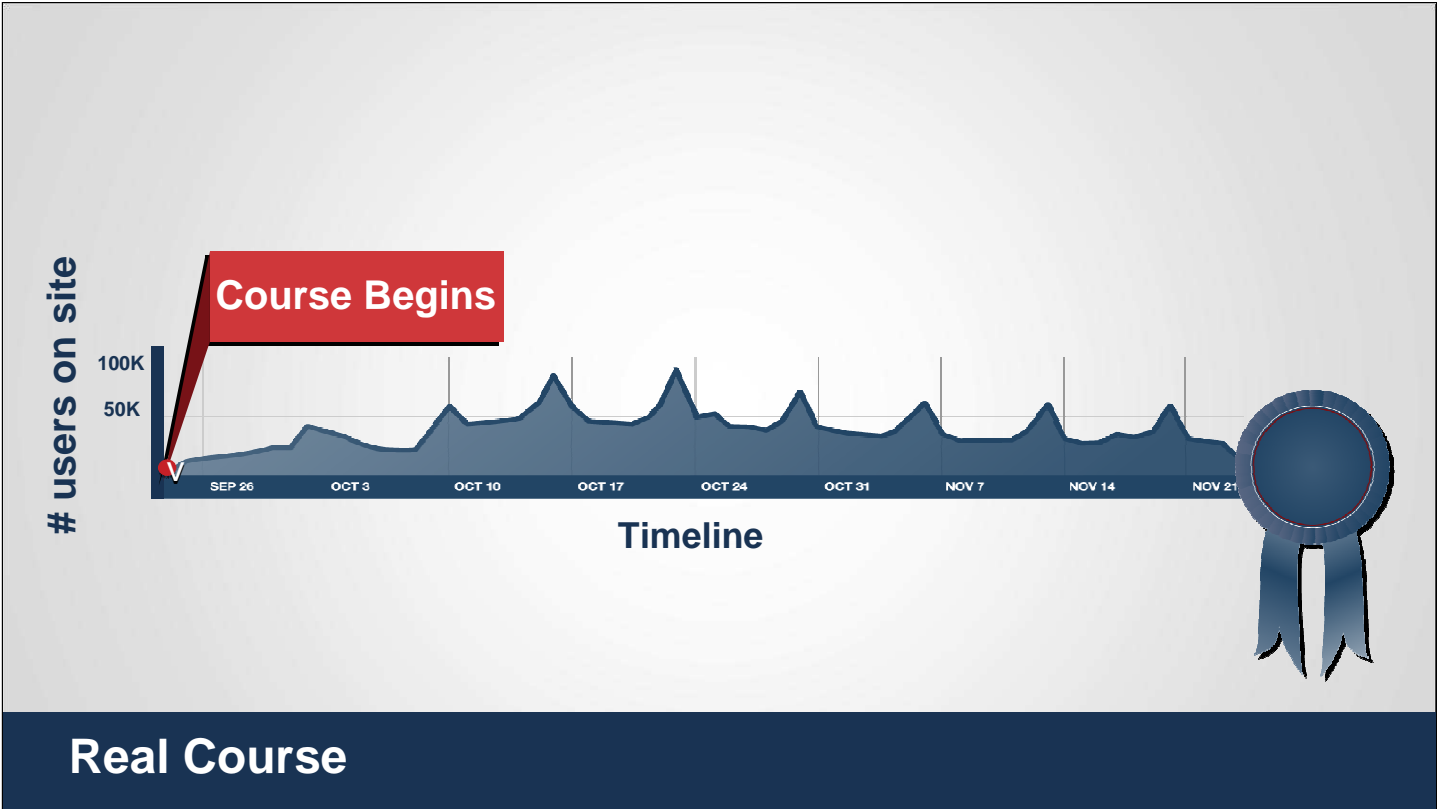 Course Begins
# users on site
100K
50K
V
SEP 26 OCT 3 OCT 10 OCT 17 OCT 24 OCT 31 NOV 7 NOV 14 NOV 21
Timeline
Real Course